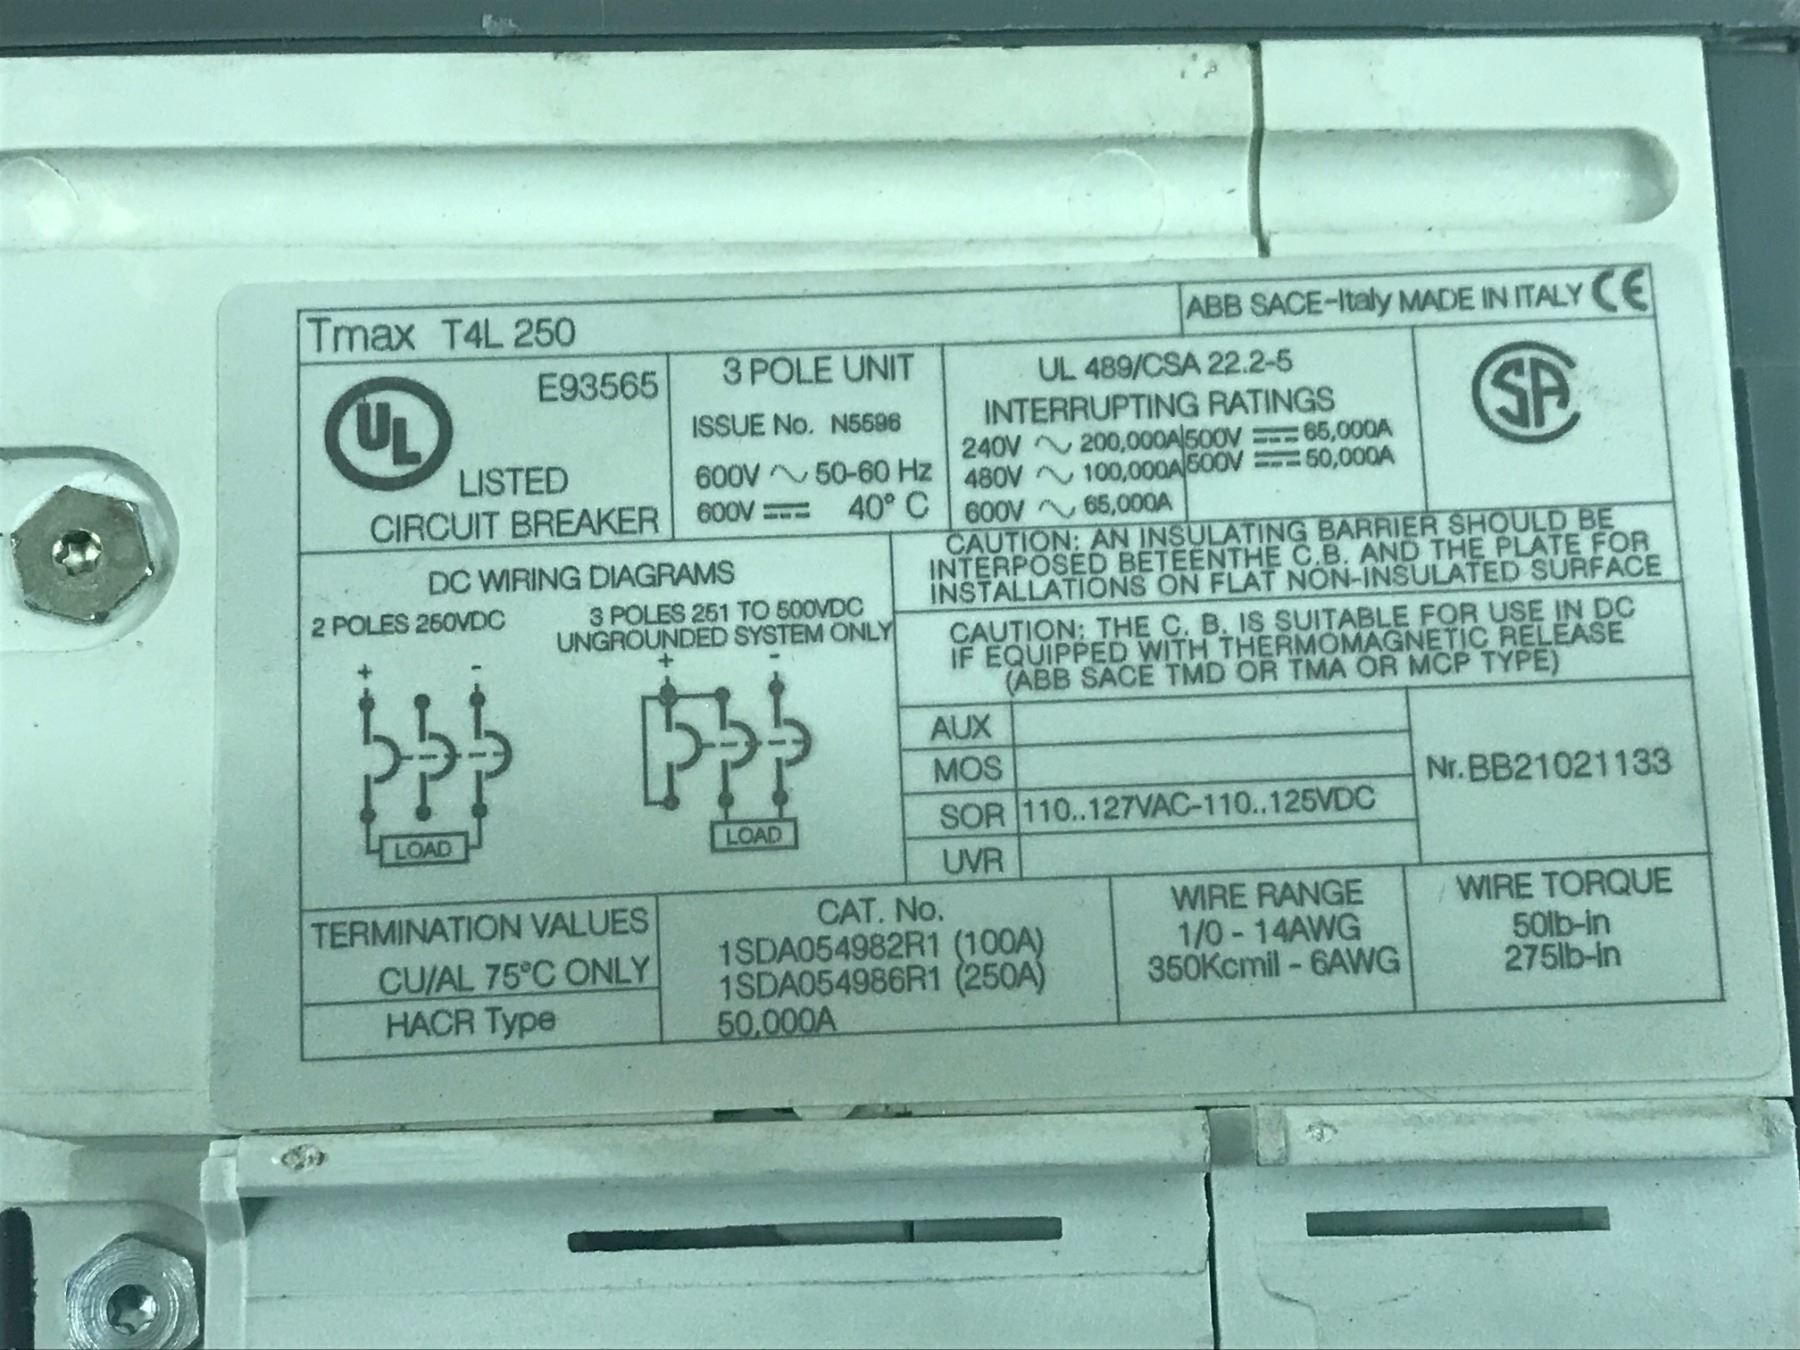 Tmax T4L 250
ABB SACE-Italy MADE IN ITALY CE
UL
E93565
LISTED
CIRCUIT BREAKER
3 POLE UNIT
ISSUE No. N5596
600V ~ 50-60 Hz
600V ⎓ 40° C
UL 489/CSA 22.2-5
INTERRUPTING RATINGS
240V ~ 200,000A 500V ⎓ 65,000A
480V ~ 100,000A 500V ⎓ 50,000A
600V ~ 65,000A
SA
DC WIRING DIAGRAMS
2 POLES 250VDC
3 POLES 251 TO 500VDC
UNGROUNDED SYSTEM ONLY
+ -
+ -
LOAD
LOAD
CAUTION: AN INSULATING BARRIER SHOULD BE
INTERPOSED BETEENTHE C.B. AND THE PLATE FOR
INSTALLATIONS ON FLAT NON-INSULATED SURFACE
CAUTION: THE C. B. IS SUITABLE FOR USE IN DC
IF EQUIPPED WITH THERMOMAGNETIC RELEASE
(ABB SACE TMD OR TMA OR MCP TYPE)
AUX
MOS
SOR 110..127VAC-110..125VDC
UVR
Nr.BB21021133
TERMINATION VALUES
CU/AL 75°C ONLY
HACR Type
CAT. No.
1SDA054982R1 (100A)
1SDA054986R1 (250A)
50,000A
WIRE RANGE
1/0 - 14AWG
350Kcmil - 6AWG
WIRE TORQUE
50lb-in
275lb-in